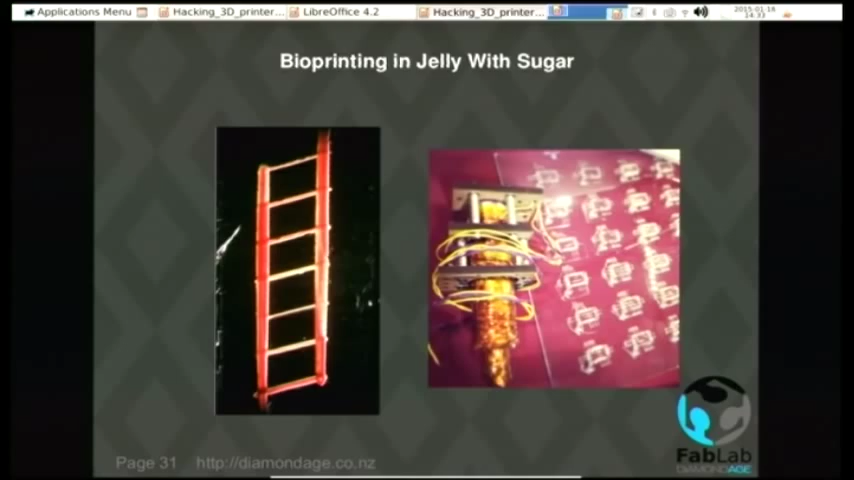 Applications Menu
Hacking_3D_printer...
LibreOffice 4.2
Hacking_3D_printer...
2015-01-16
14:33
Bioprinting in Jelly With Sugar
Page 31 http://diamondage.co.nz
FabLab
DIAMONDAGE